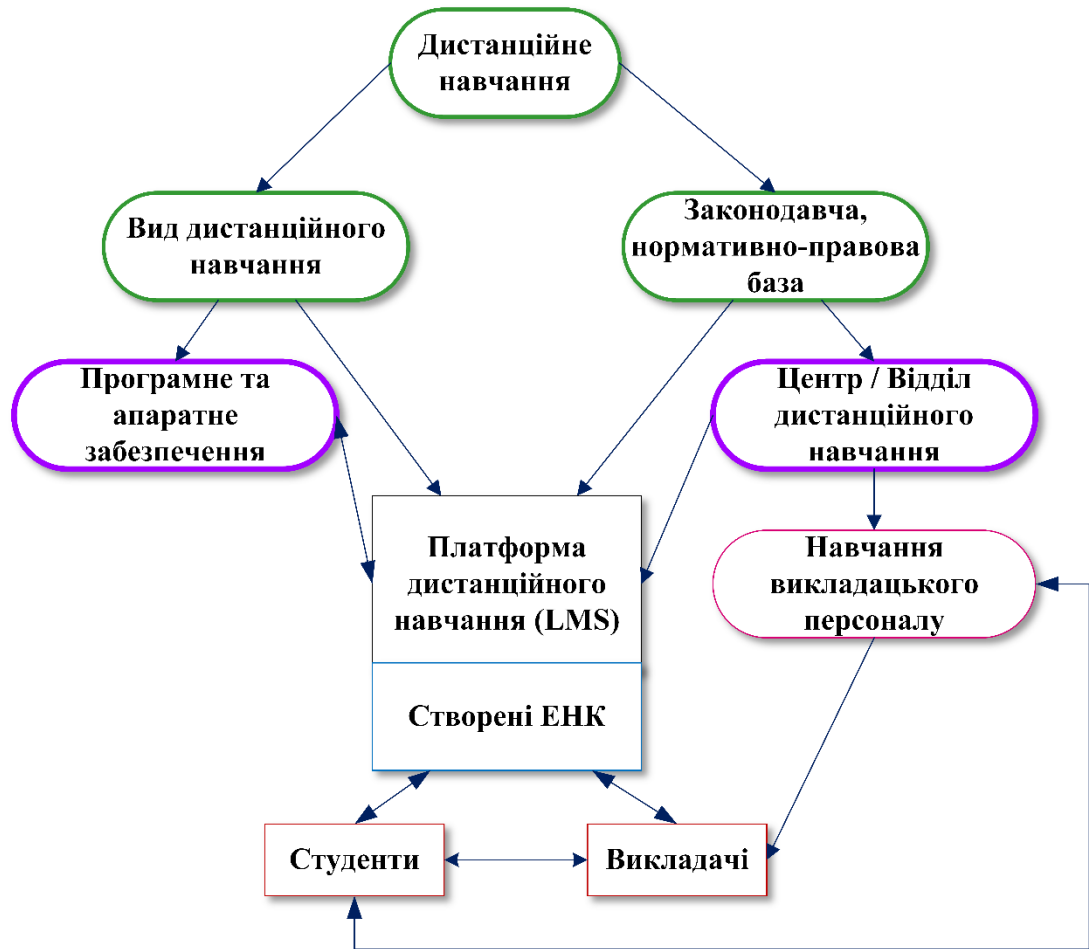 Дистанційне
навчання
Вид дистанційного
навчання
Законодавча,
нормативно-правова
база
Програмне та
апаратне
забезпечення
Центр / Відділ
дистанційного
навчання
Платформа
дистанційного
навчання (LMS)
Навчання
викладацького
персоналу
Створені ЕНК
Студенти
Викладачі